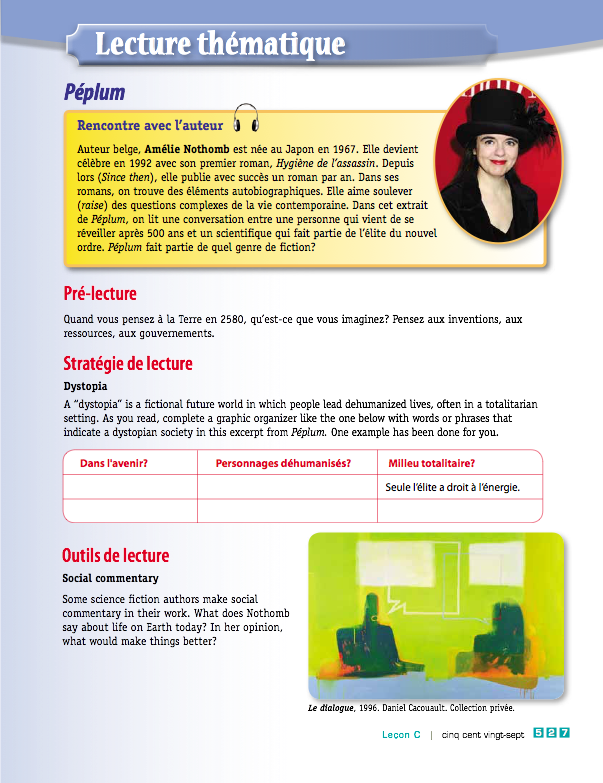 Lecture thématique
Péplum
Rencontre avec l'auteur
Auteur belge, Amélie Nothomb est née au Japon en 1967. Elle devient
célèbre en 1992 avec son premier roman, Hygiène de l'assassin. Depuis
lors (Since then), elle publie avec succès un roman par an. Dans ses
romans, on trouve des éléments autobiographiques. Elle aime soulever
(raise) des questions complexes de la vie contemporaine. Dans cet extrait
de Péplum, on lit une conversation entre une personne qui vient de se
réveiller après 500 ans et un scientifique qui fait partie de l'élite du nouvel
ordre. Péplum fait partie de quel genre de fiction?
Pré-lecture
Quand vous pensez à la Terre en 2580, qu'est-ce que vous imaginez? Pensez aux inventions, aux
ressources, aux gouvernements.
Stratégie de lecture
Dystopia
A "dystopia" is a fictional future world in which people lead dehumanized lives, often in a totalitarian
setting. As you read, complete a graphic organizer like the one below with words or phrases that
indicate a dystopian society in this excerpt from Péplum. One example has been done for you.
Dans l'avenir? Personnages déhumanisés? Milieu totalitaire?
Seule l'élite a droit à l'énergie.
Outils de lecture
Social commentary
Some science fiction authors make social
commentary in their work. What does Nothomb
say about life on Earth today? In her opinion,
what would make things better?
Le dialogue, 1996. Daniel Cacouault. Collection privée.
Leçon C | cinq cent vingt-sept 527